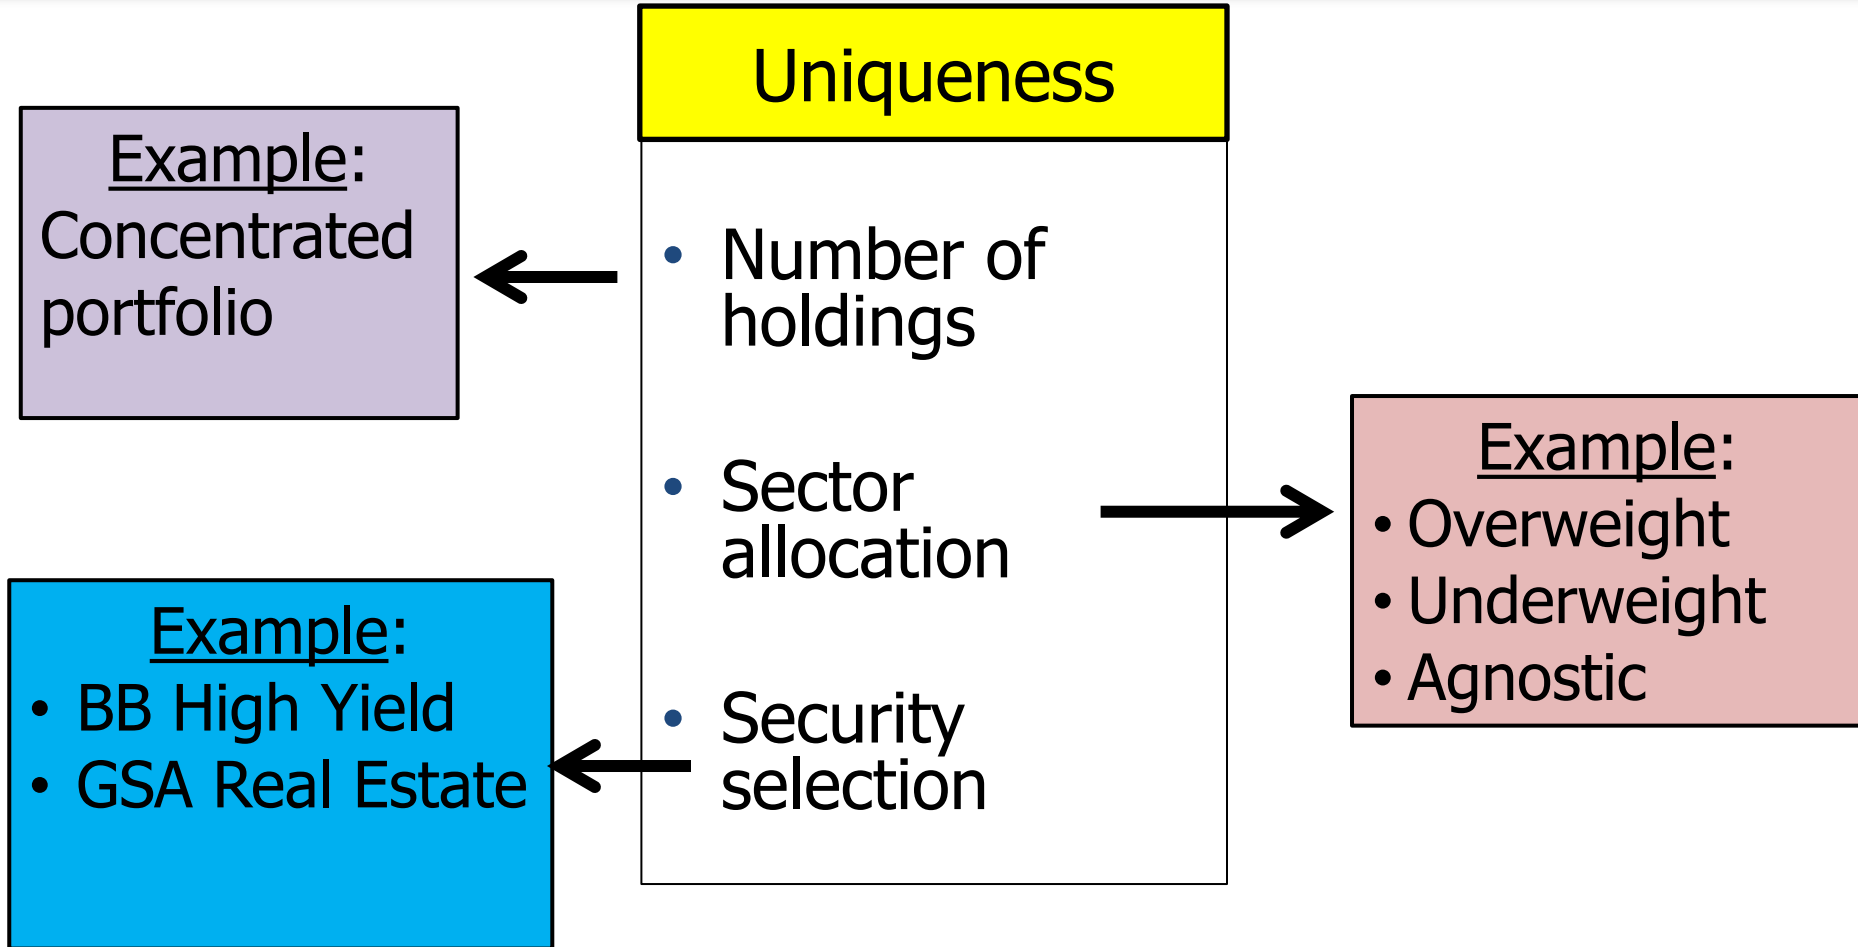 Uniqueness
Example:
Concentrated
portfolio
• Number of
holdings
• Sector
allocation
• Security
selection
Example:
• Overweight
• Underweight
• Agnostic
Example:
• BB High Yield
• GSA Real Estate